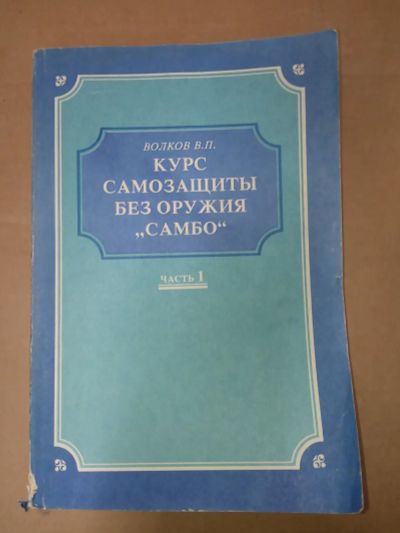 ВОЛКОВ В.П.
КУРС
САМОЗАЩИТЫ
БЕЗ ОРУЖИЯ
„САМБО“
ЧАСТЬ 1